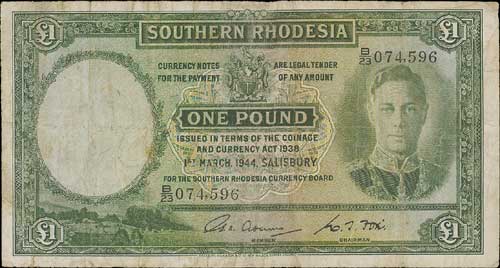 £1 SOUTHERN RHODESIA £1
CURRENCY NOTES ARE LEGAL TENDER
FOR THE PAYMENT OF ANY AMOUNT
B/23 074,596
ONE POUND
ISSUED IN TERMS OF THE COINAGE
AND CURRENCY ACT 1938
1ST MARCH, 1944, SALISBURY
FOR THE SOUTHERN RHODESIA CURRENCY BOARD
B/23 074,596
MEMBER CHAIRMAN
£1 £1